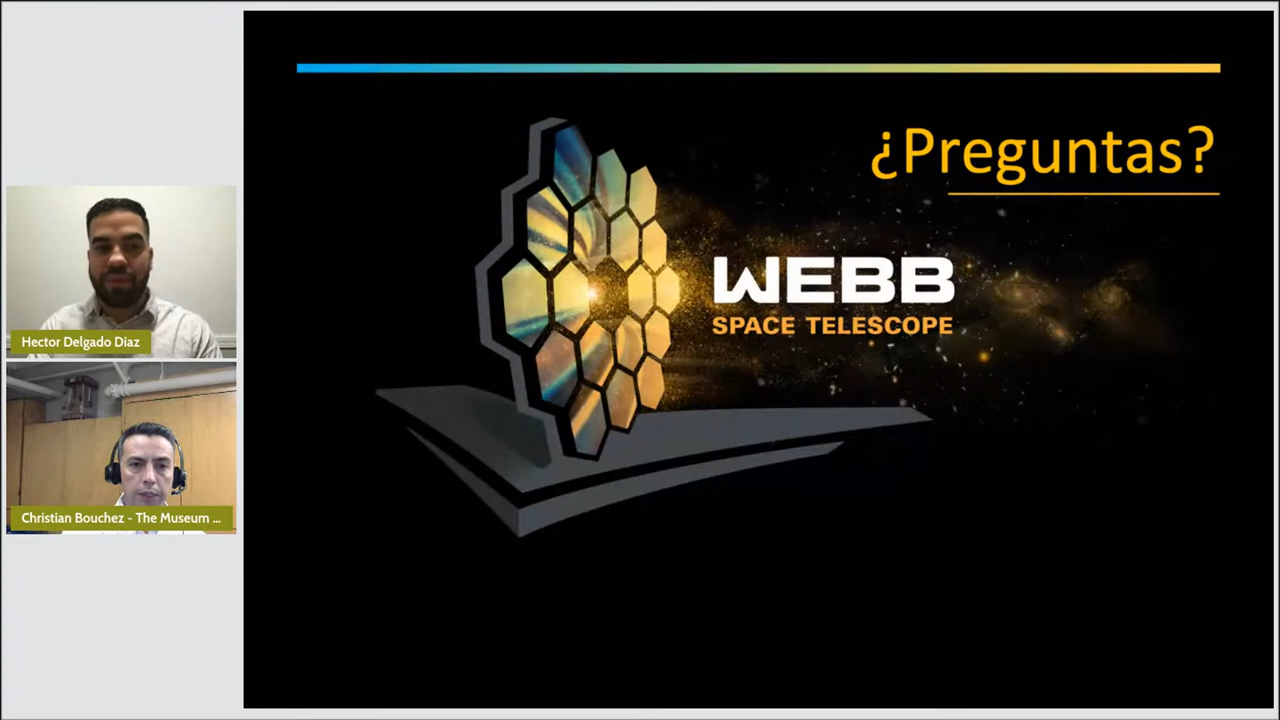 Hector Delgado Diaz
Christian Bouchez - The Museum ...
¿Preguntas?
WEBB
SPACE TELESCOPE